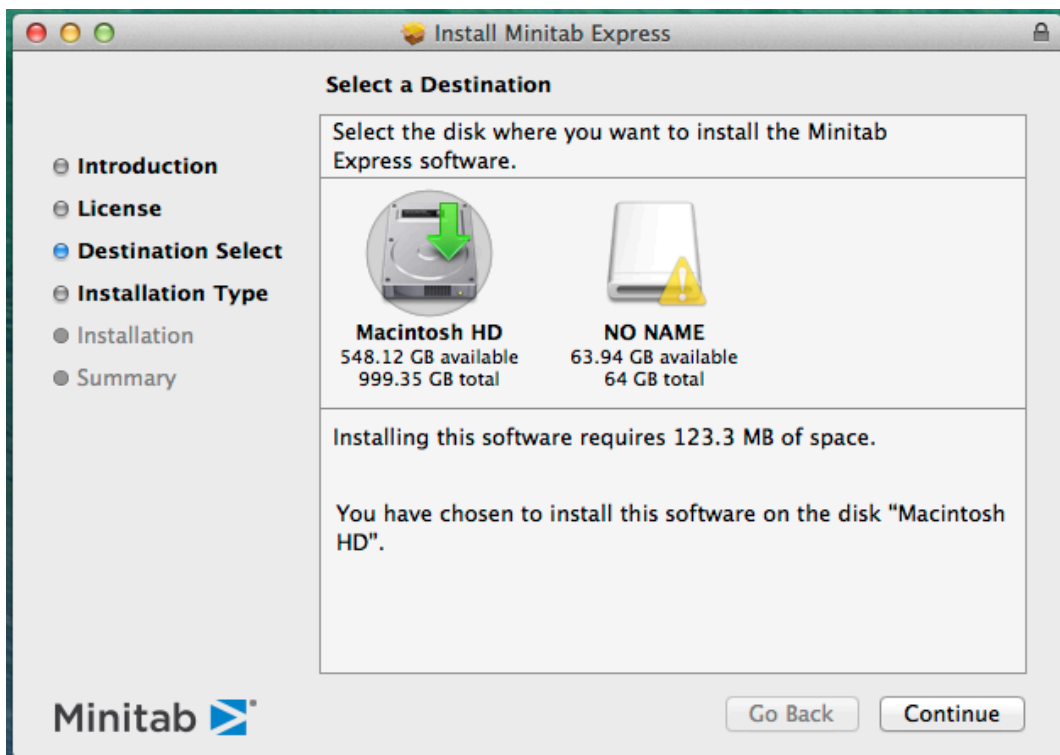 Install Minitab Express
Select a Destination
Introduction
License
Destination Select
Installation Type
Installation
Summary
Select the disk where you want to install the Minitab
Express software.
Macintosh HD
548.12 GB available
999.35 GB total
NO NAME
63.94 GB available
64 GB total
Installing this software requires 123.3 MB of space.
You have chosen to install this software on the disk “Macintosh
HD”.
Minitab
Go Back
Continue